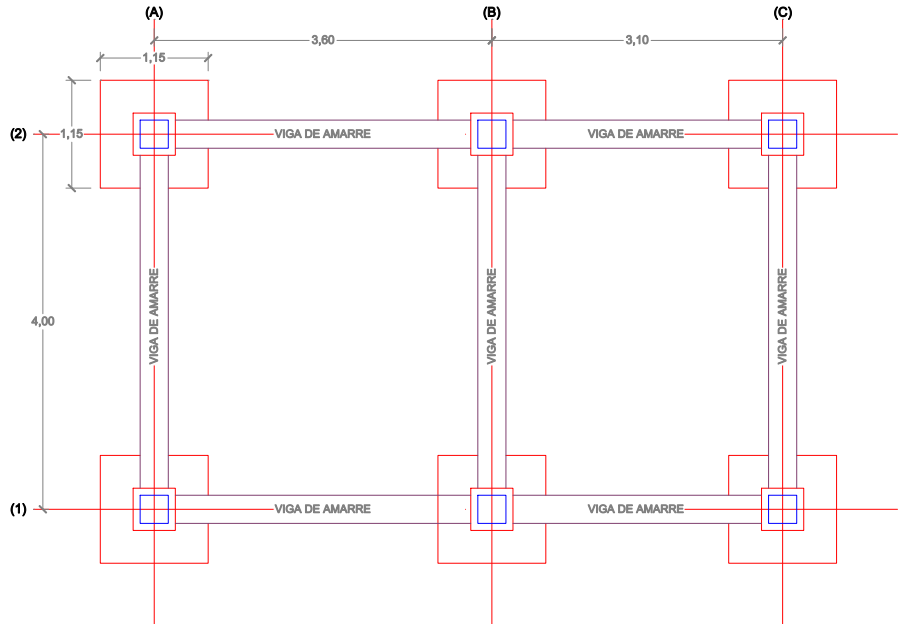 (A) (B) (C)
3,60 3,10
1,15
(2) 1,15 VIGA DE AMARRE VIGA DE AMARRE
VIGA DE AMARRE VIGA DE AMARRE VIGA DE AMARRE
4,00
(1) VIGA DE AMARRE VIGA DE AMARRE